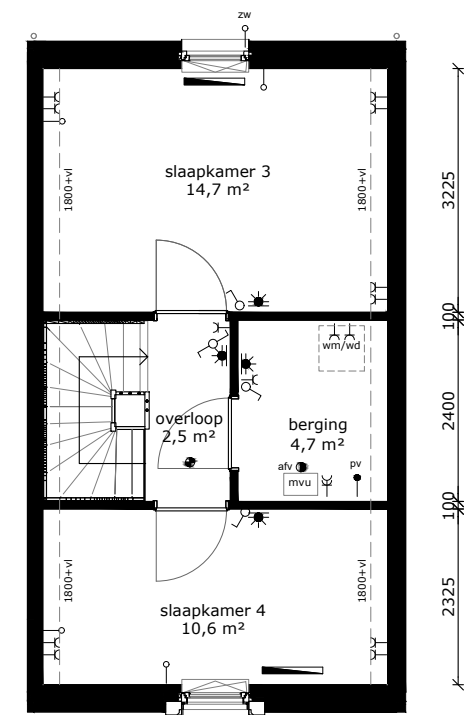 zw
slaapkamer 3
14,7 m²
1800+vl
1800+vl
3225
100
wm/wd
overloop
2,5 m²
berging
4,7 m²
2400
afv
pv
mvu
100
1800+vl
1800+vl
slaapkamer 4
10,6 m²
2325